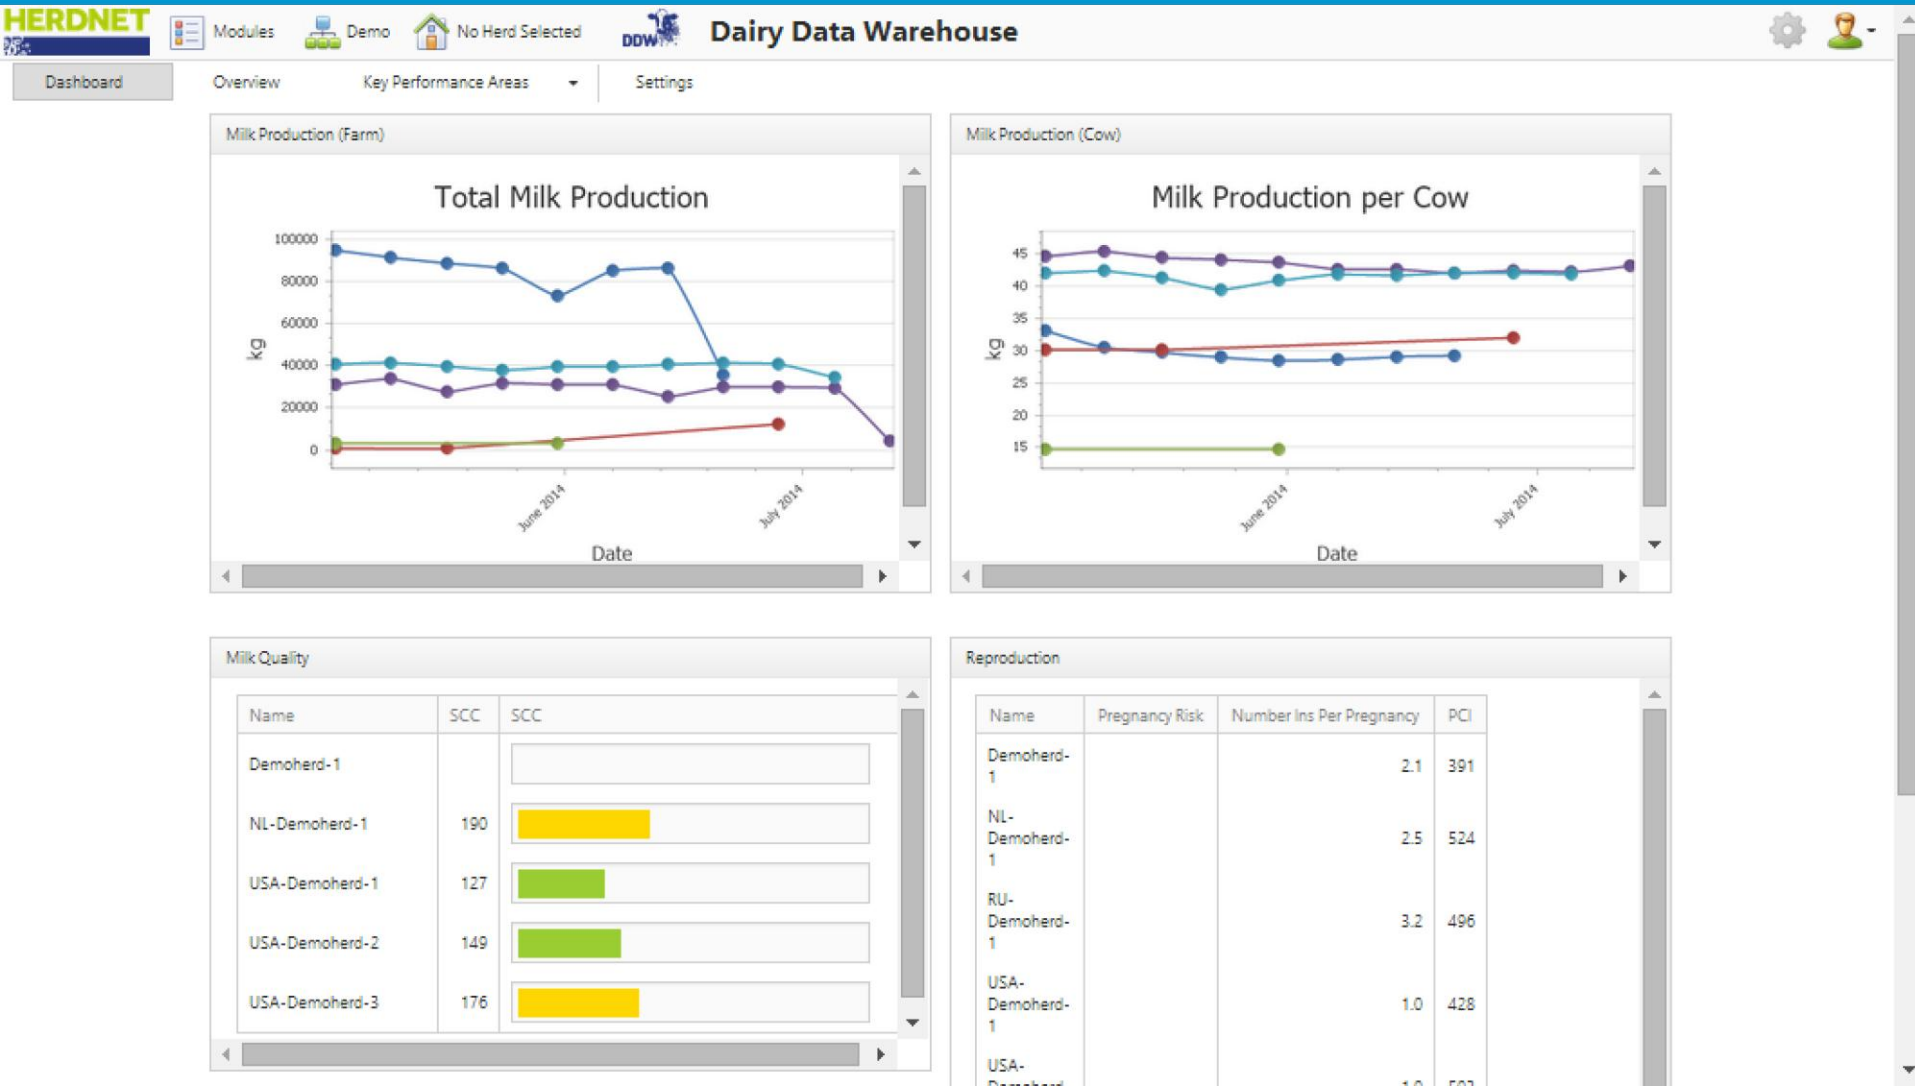 HERDNET
Modules
Demo
No Herd Selected
DDW
Dairy Data Warehouse
Dashboard
Overview
Key Performance Areas
Settings
Milk Production (Farm)
Total Milk Production
100000
80000
60000
40000
20000
0
kg
June 2014
July 2014
Date
Milk Production (Cow)
Milk Production per Cow
45
40
35
30
25
20
15
kg
June 2014
July 2014
Date
Milk Quality
Name SCC SCC
Demoherd-1
NL-Demoherd-1 190
USA-Demoherd-1 127
USA-Demoherd-2 149
USA-Demoherd-3 176
Reproduction
Name Pregnancy Risk Number Ins Per Pregnancy PCI
Demoherd-
1
2.1 391
NL-
Demoherd-
1
2.5 524
RU-
Demoherd-
1
3.2 496
USA-
Demoherd-
1
1.0 428
USA-